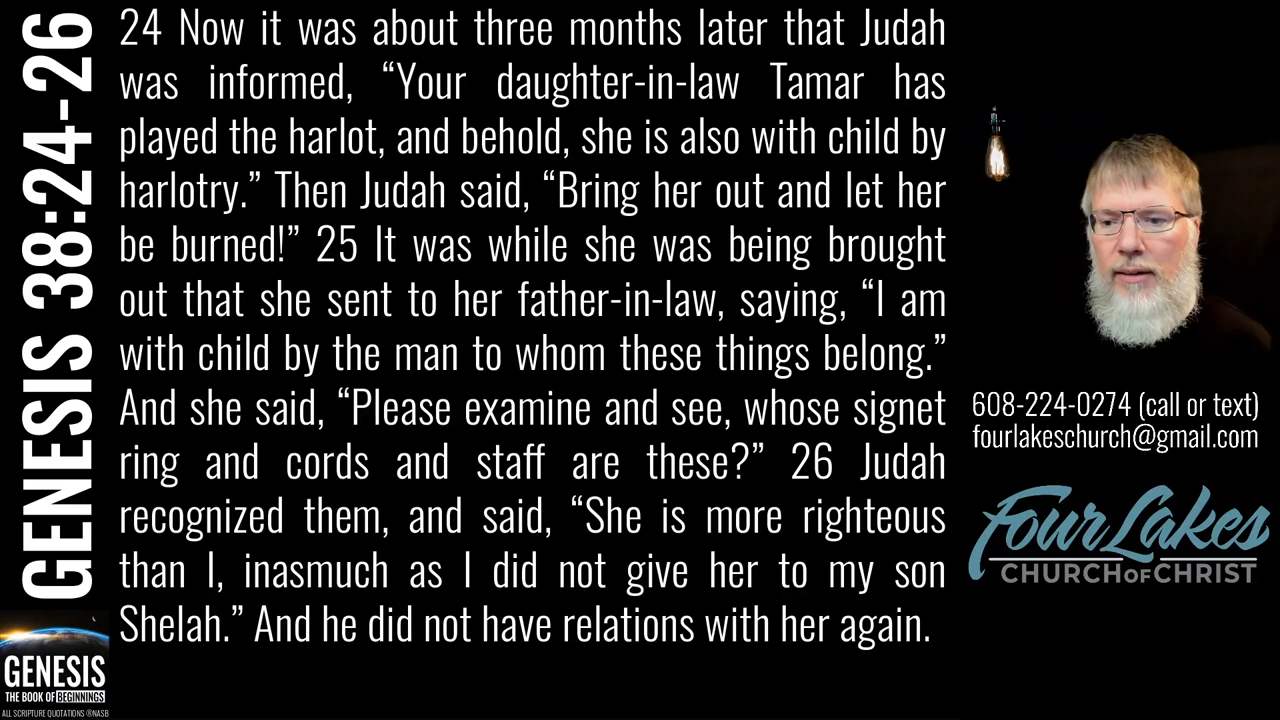 GENESIS 38:24-26
24 Now it was about three months later that Judah
was informed, “Your daughter-in-law Tamar has
played the harlot, and behold, she is also with child by
harlotry.” Then Judah said, “Bring her out and let her
be burned!” 25 It was while she was being brought
out that she sent to her father-in-law, saying, “I am
with child by the man to whom these things belong.”
And she said, “Please examine and see, whose signet
ring and cords and staff are these?” 26 Judah
recognized them, and said, “She is more righteous
than I, inasmuch as I did not give her to my son
Shelah.” And he did not have relations with her again.
608-224-0274 (call or text)
fourlakeschurch@gmail.com
Four Lakes
CHURCH OF CHRIST
GENESIS
THE BOOK OF BEGINNINGS
ALL SCRIPTURE QUOTATIONS ®NASB